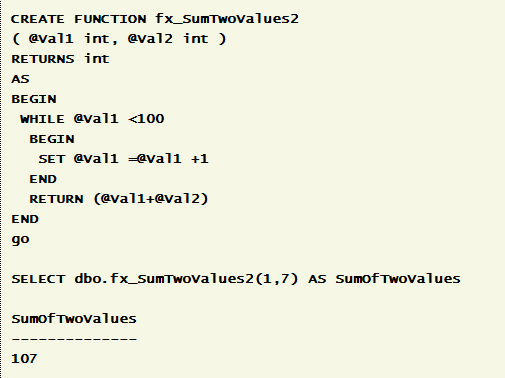 CREATE FUNCTION fx_SumTwoValues2
( @Val1 int, @Val2 int )
RETURNS int
AS
BEGIN
WHILE @Val1 <100
BEGIN
SET @Val1 =@Val1 +1
END
RETURN (@Val1+@Val2)
END
go
SELECT dbo.fx_SumTwoValues2(1,7) AS SumOfTwoValues
SumOfTwoValues
--------------
107